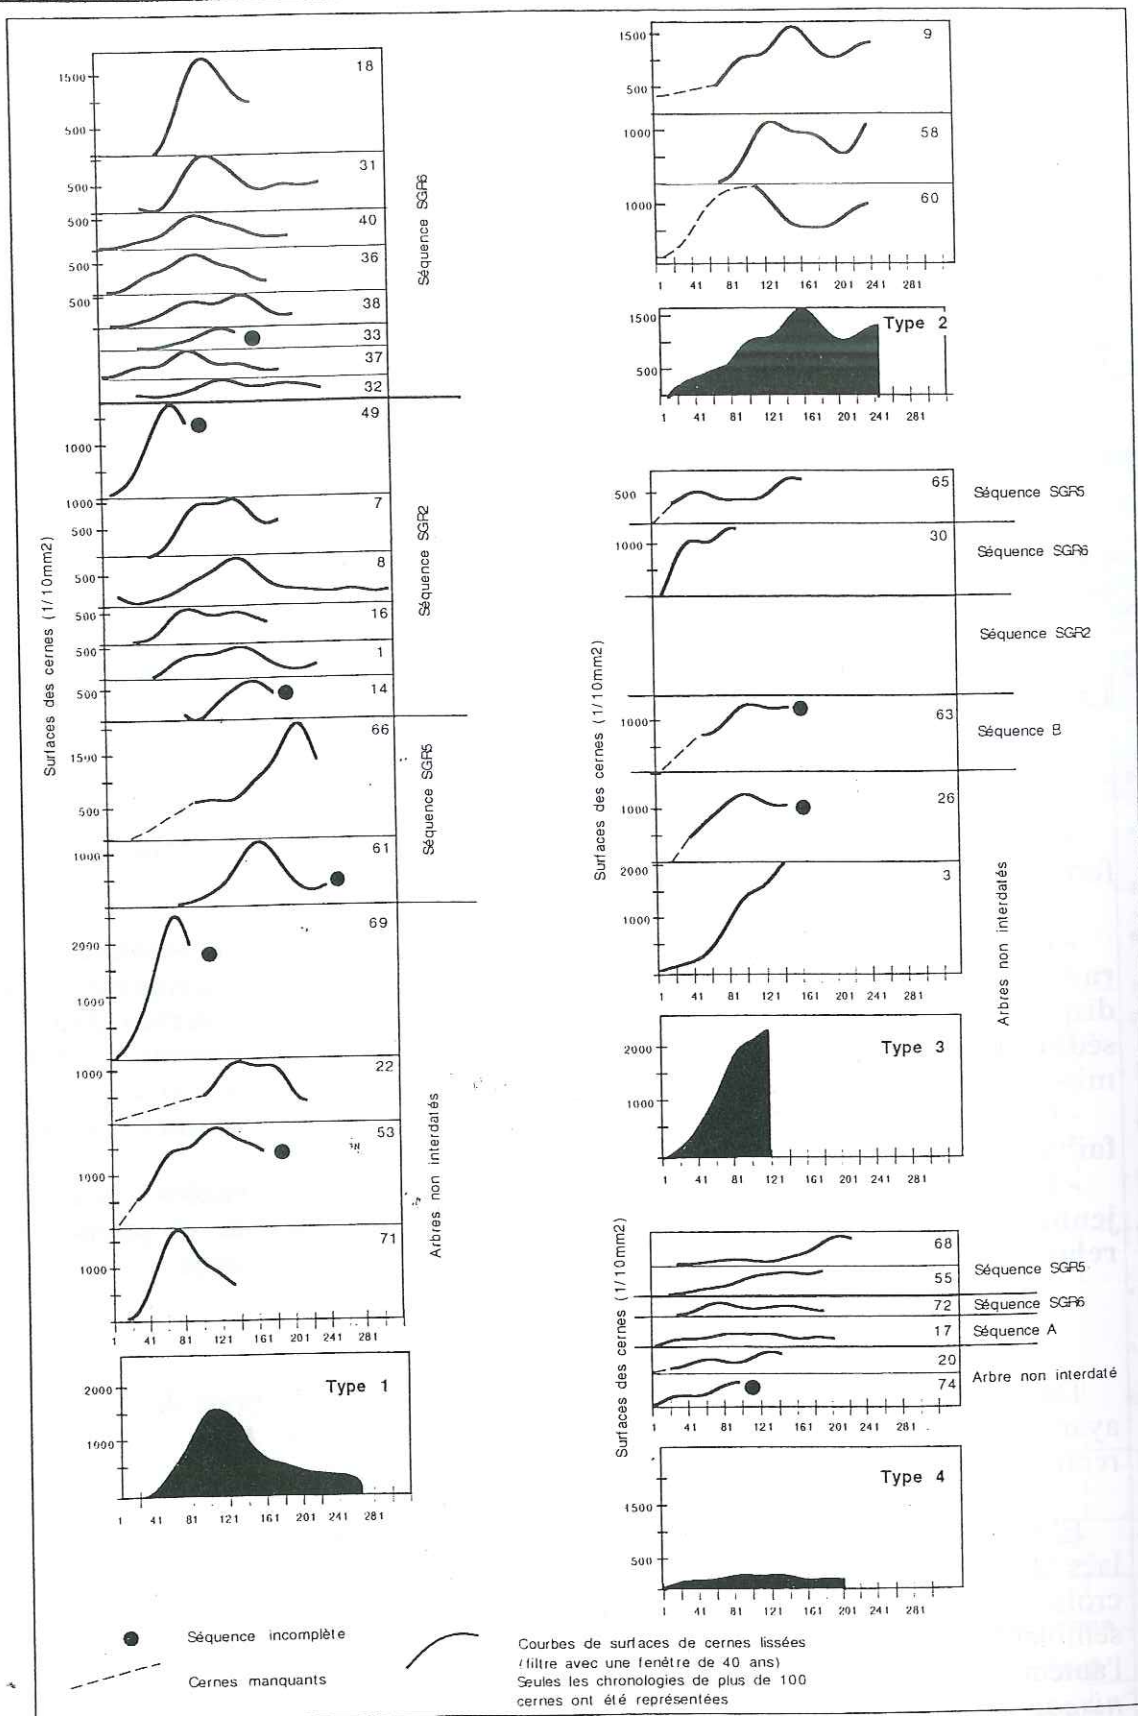 Surfaces des cernes (1/10mm2)
1500
500
18
500
31
500
40
500
36
500
38
33
37
32
Séquence SGR6
1000
49
1000
500
7
500
8
500
16
500
1
500
14
Séquence SGR2
1500
500
66
1000
61
Séquence SGR5
2000
1000
69
1000
22
1000
53
1000
71
Arbres non interdatés
1 41 81 121 161 201 241 281
2000
1000
Type 1
1 41 81 121 161 201 241 281
1500
500
9
1000
58
1000
60
1 41 81 121 161 201 241 281
1500
500
Type 2
1 41 81 121 161 201 241 281
Surfaces des cernes (1/10mm2)
500
65
Séquence SGR5
1000
30
Séquence SGR6
Séquence SGR2
1000
63
Séquence B
1000
26
2000
1000
3
Arbres non interdatés
1 41 81 121 161 201 241 281
2000
1000
Type 3
1 41 81 121 161 201 241 281
Surfaces des cernes (1/10mm2)
68
55
Séquence SGR5
72
Séquence SGR6
17
Séquence A
20
74
Arbre non interdaté
1 41 81 121 161 201 241 281
1500
500
Type 4
1 41 81 121 161 201 241 281
Séquence incomplète
Cernes manquants
Courbes de surfaces de cernes lissées
(filtre avec une fenêtre de 40 ans)
Seules les chronologies de plus de 100
cernes ont été représentées